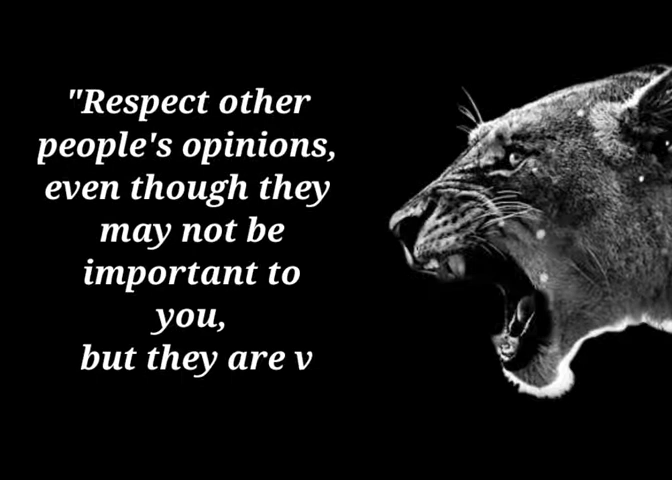 "Respect other
people's opinions,
even though they
may not be
important to
you,
but they are v